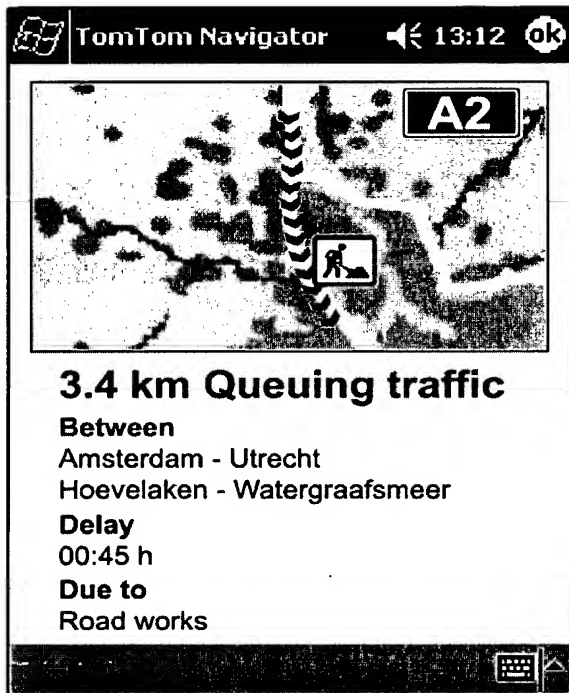 TomTom Navigator 13:12 ok
A2
3.4 km Queuing traffic
Between
Amsterdam - Utrecht
Hoevelaken - Watergraafsmeer
Delay
00:45 h
Due to
Road works